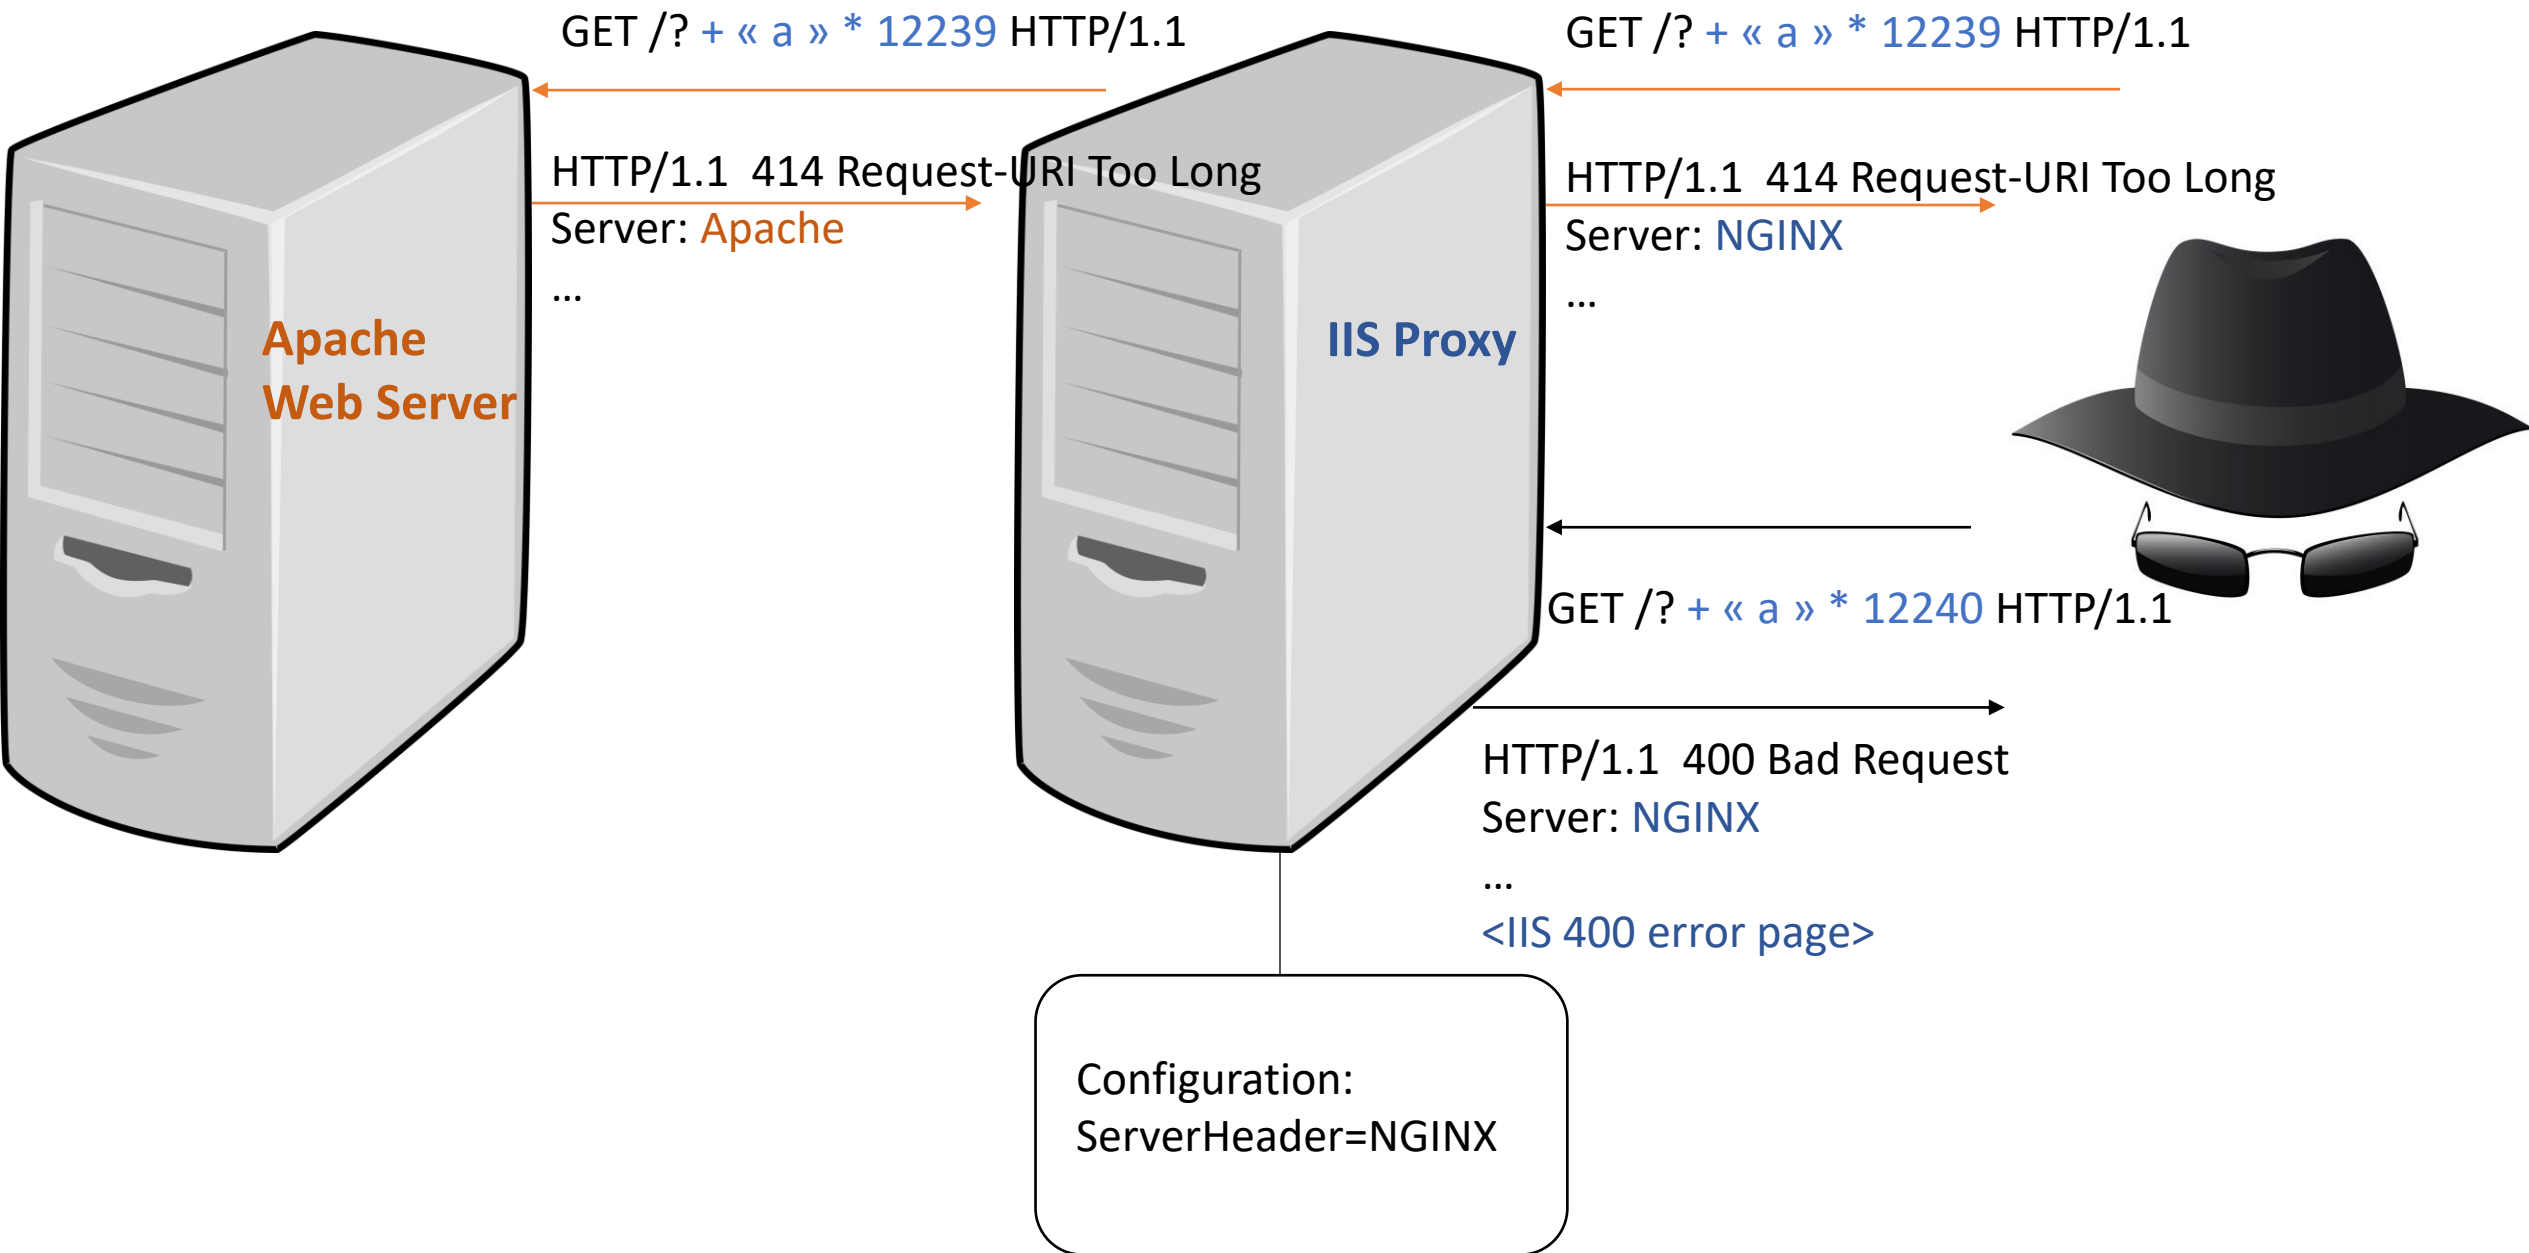 GET /? + « a » * 12239 HTTP/1.1
GET /? + « a » * 12239 HTTP/1.1
HTTP/1.1  414 Request-URI Too Long
Server: Apache
...
HTTP/1.1  414 Request-URI Too Long
Server: NGINX
...
Apache
Web Server
IIS Proxy
GET /? + « a » * 12240 HTTP/1.1
HTTP/1.1  400 Bad Request
Server: NGINX
...
<IIS 400 error page>
Configuration:
ServerHeader=NGINX